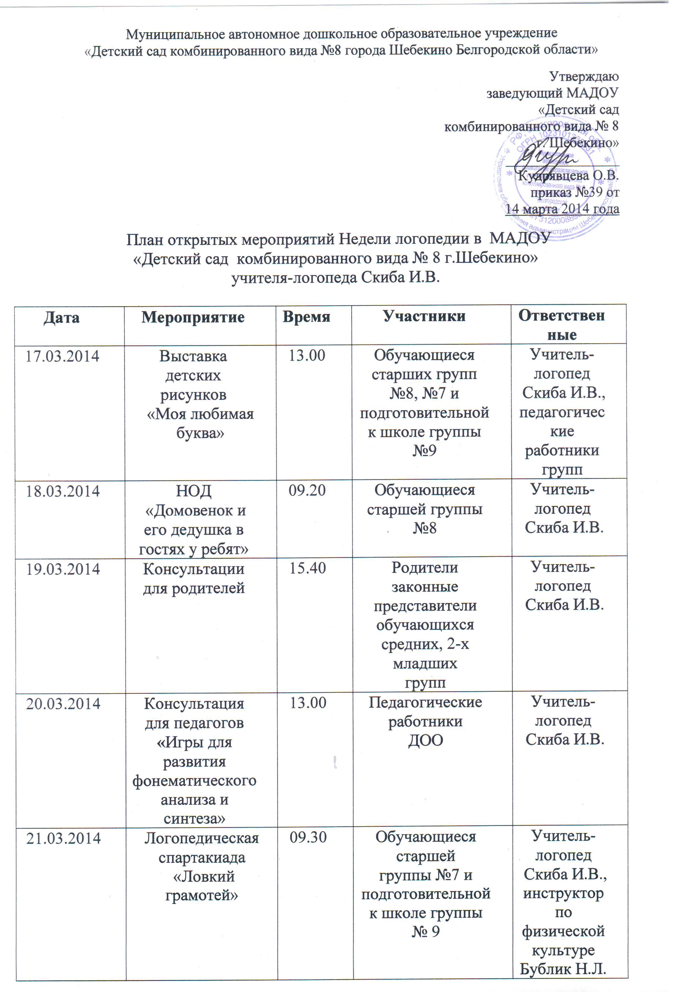 Муниципальное автономное дошкольное образовательное учреждение
«Детский сад комбинированного вида №8 города Шебекино Белгородской области»
Утверждаю
заведующий МАДОУ
«Детский сад
комбинированного вида № 8
г. Шебекино»
Кудрявцева О.В.
приказ №39 от
14 марта 2014 года
План открытых мероприятий Недели логопедии в МАДОУ
«Детский сад комбинированного вида № 8 г.Шебекино»
учителя-логопеда Скиба И.В.
Дата Мероприятие Время Участники Ответствен
ные
17.03.2014
Выставка
детских
рисунков
«Моя любимая
буква»
13.00
Обучающиеся
старших групп
№8, №7 и
подготовительной
к школе группы
№9
Учитель-
логопед
Скиба И.В.,
педагогичес
кие
работники
групп
18.03.2014
НОД
«Домовенок и
его дедушка в
гостях у ребят»
09.20
Обучающиеся
старшей группы
№8
Учитель-
логопед
Скиба И.В.
19.03.2014
Консультации
для родителей
15.40
Родители
законные
представители
обучающихся
средних, 2-х
младших
групп
Учитель-
логопед
Скиба И.В.
20.03.2014
Консультация
для педагогов
«Игры для
развития
фонематического
анализа и
синтеза»
13.00
Педагогические
работники
ДОО
Учитель-
логопед
Скиба И.В.
21.03.2014
Логопедическая
спартакиада
«Ловкий
грамотей»
09.30
Обучающиеся
старшей
группы №7 и
подготовительной
к школе группы
№ 9
Учитель-
логопед
Скиба И.В.,
инструктор
по
физической
культуре
Бублик Н.Л.